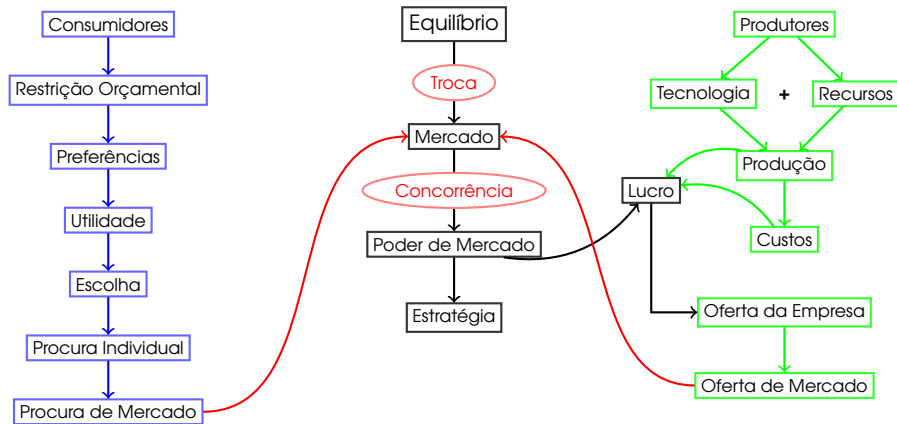 Consumidores
Restrição Orçamental
Preferências
Utilidade
Escolha
Procura Individual
Procura de Mercado
Equilíbrio
Troca
Mercado
Concorrência
Poder de Mercado
Estratégia
Produtores
Tecnologia
+
Recursos
Produção
Lucro
Custos
Oferta da Empresa
Oferta de Mercado